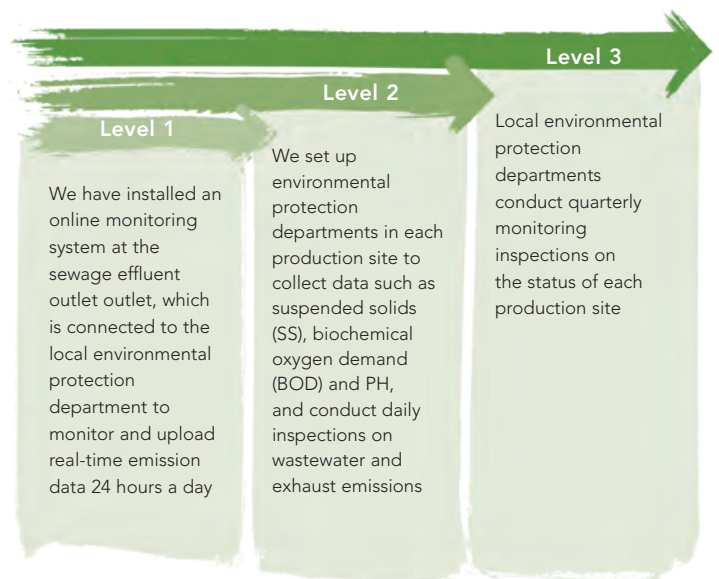 Level 1
We have installed an
online monitoring
system at the
sewage effluent
outlet outlet, which
is connected to the
local environmental
protection
department to
monitor and upload
real-time emission
data 24 hours a day
Level 2
We set up
environmental
protection
departments in each
production site to
collect data such as
suspended solids
(SS), biochemical
oxygen demand
(BOD) and PH,
and conduct daily
inspections on
wastewater and
exhaust emissions
Level 3
Local environmental
protection
departments
conduct quarterly
monitoring
inspections on
the status of each
production site